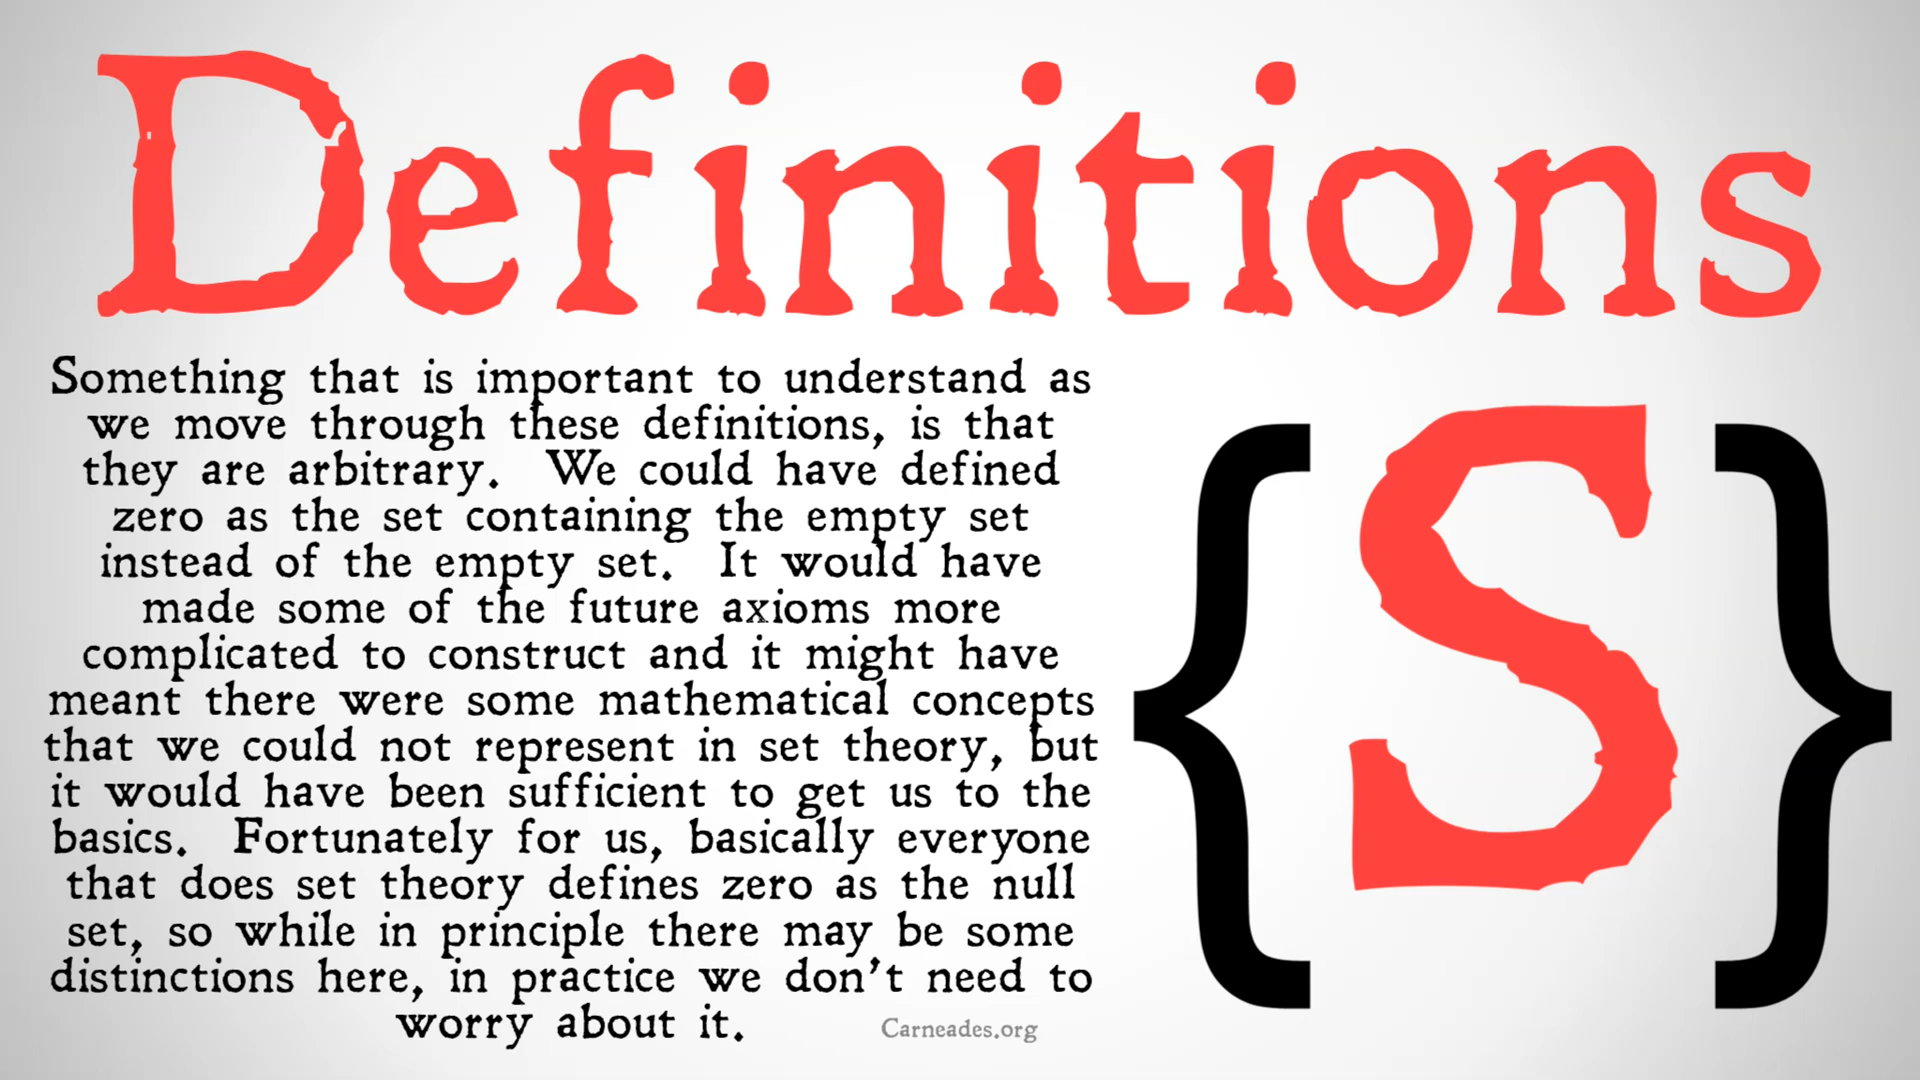 Definitions
Something that is important to understand as
we move through these definitions, is that
they are arbitrary. We could have defined
zero as the set containing the empty set
instead of the empty set. It would have
made some of the future axioms more
complicated to construct and it might have
meant there were some mathematical concepts
that we could not represent in set theory, but
it would have been sufficient to get us to the
basics. Fortunately for us, basically everyone
that does set theory defines zero as the null
set, so while in principle there may be some
distinctions here, in practice we don't need to
worry about it.
Carneades.org
{S}